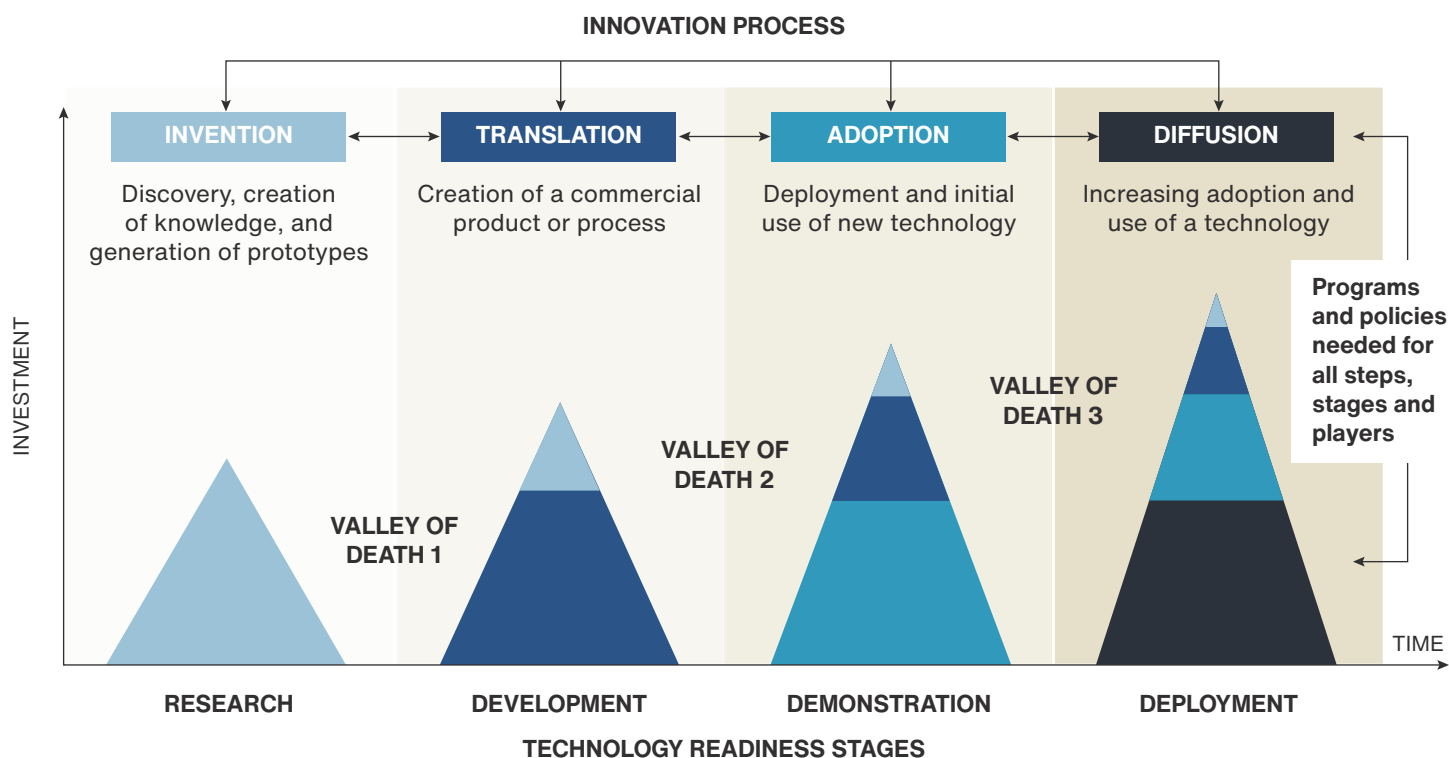 INNOVATION PROCESS
INVENTION
TRANSLATION
ADOPTION
DIFFUSION
Discovery, creation
of knowledge, and
generation of prototypes
Creation of a commercial
product or process
Deployment and initial
use of new technology
Increasing adoption and
use of a technology
Programs
and policies
needed for
all steps,
stages and
players
INVESTMENT
VALLEY OF
DEATH 1
VALLEY OF
DEATH 2
VALLEY OF
DEATH 3
TIME
RESEARCH
DEVELOPMENT
DEMONSTRATION
DEPLOYMENT
TECHNOLOGY READINESS STAGES